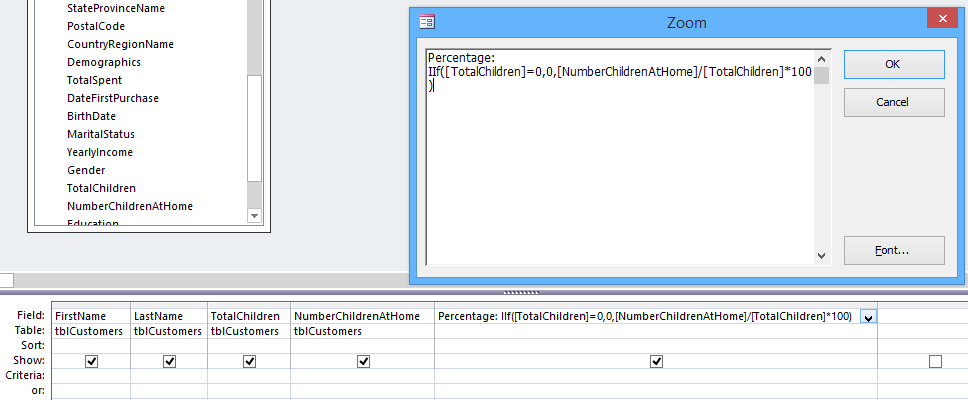 StateProvinceName
PostalCode
CountryRegionName
Demographics
TotalSpent
DateFirstPurchase
BirthDate
MaritalStatus
YearlyIncome
Gender
TotalChildren
NumberChildrenAtHome
Education
Zoom
Percentage:
IIf([TotalChildren]=0,0,[NumberChildrenAtHome]/[TotalChildren]*100
)
OK
Cancel
Font...
Field: FirstName LastName TotalChildren NumberChildrenAtHome Percentage: IIf([TotalChildren]=0,0,[NumberChildrenAtHome]/[TotalChildren]*100)
Table: tblCustomers tblCustomers tblCustomers tblCustomers
Sort:
Show:
Criteria:
or: